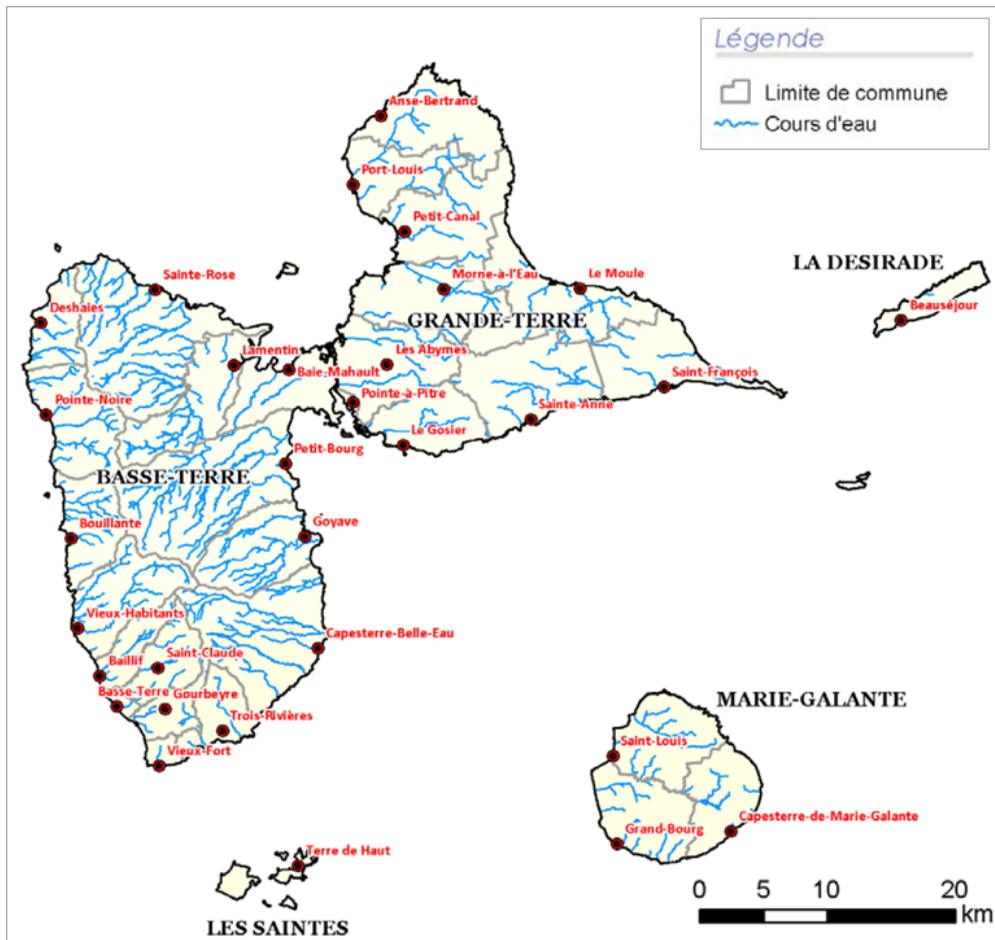 Légende
Limite de commune
Cours d'eau
Anse-Bertrand
Port-Louis
Petit-Canal
Sainte-Rose
Morne-à-l'Eau
Le Moule
LA DESIRADE
Deshaies
GRANDE-TERRE
Beauséjour
Lamentin
Les Abymes
Baie-Mahault
Saint-François
Pointe-Noire
Pointe-à-Pitre
Sainte-Anne
Le Gosier
Petit-Bourg
BASSE-TERRE
Bouillante
Goyave
Vieux-Habitants
Capesterre-Belle-Eau
Saint-Claude
Baillif
Basse-Terre
Gourbeyre
MARIE-GALANTE
Trois-Rivières
Saint-Louis
Vieux-Fort
Grand-Bourg
Capesterre-de-Marie-Galante
Terre de Haut
LES SAINTES
0 5 10 20
km